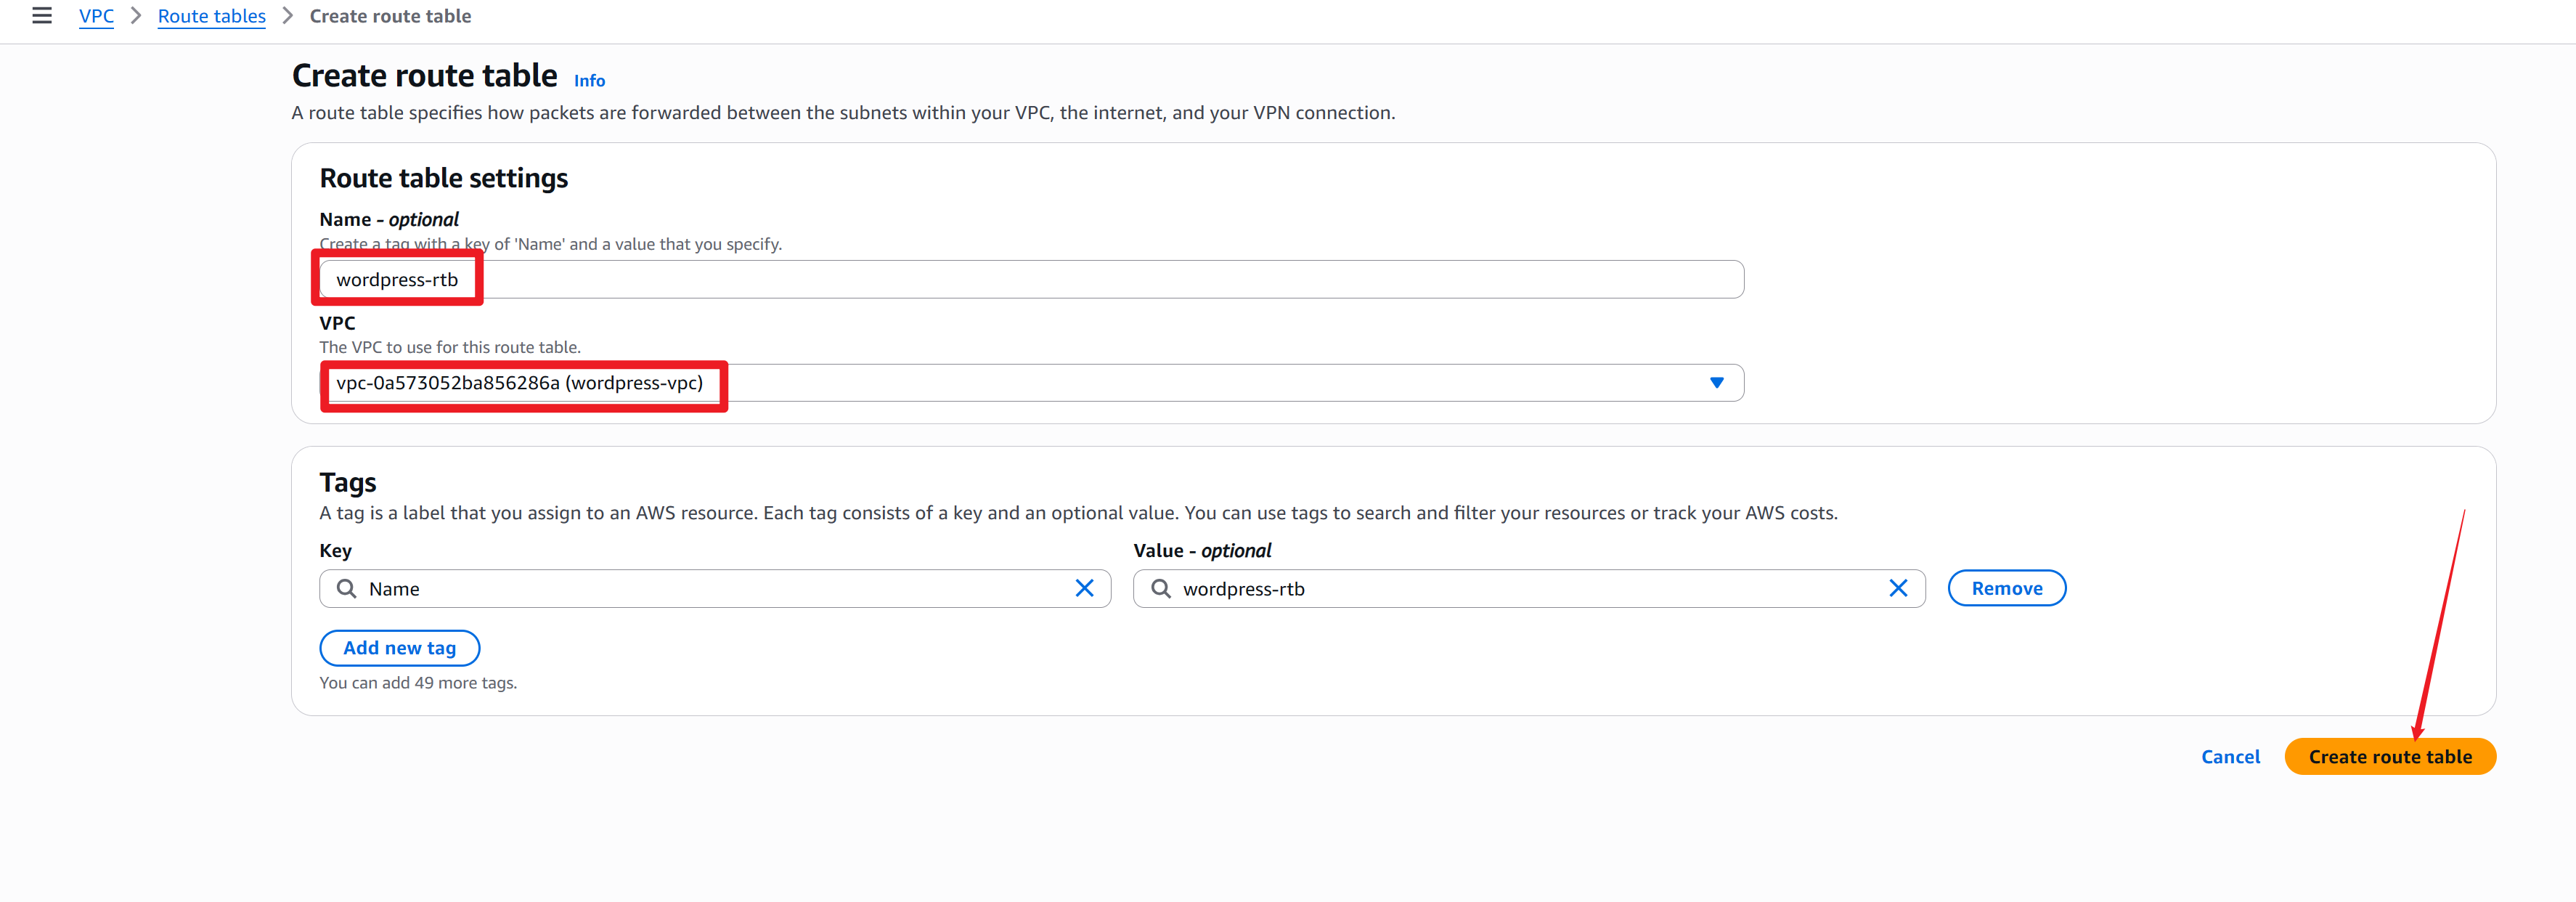 VPC > Route tables > Create route table
Create route table Info
A route table specifies how packets are forwarded between the subnets within your VPC, the internet, and your VPN connection.
Route table settings
Name - optional
Create a tag with a key of 'Name' and a value that you specify.
wordpress-rtb
VPC
The VPC to use for this route table.
vpc-0a573052ba856286a (wordpress-vpc)
Tags
A tag is a label that you assign to an AWS resource. Each tag consists of a key and an optional value. You can use tags to search and filter your resources or track your AWS costs.
Key Value - optional
Name wordpress-rtb Remove
Add new tag
You can add 49 more tags.
Cancel Create route table